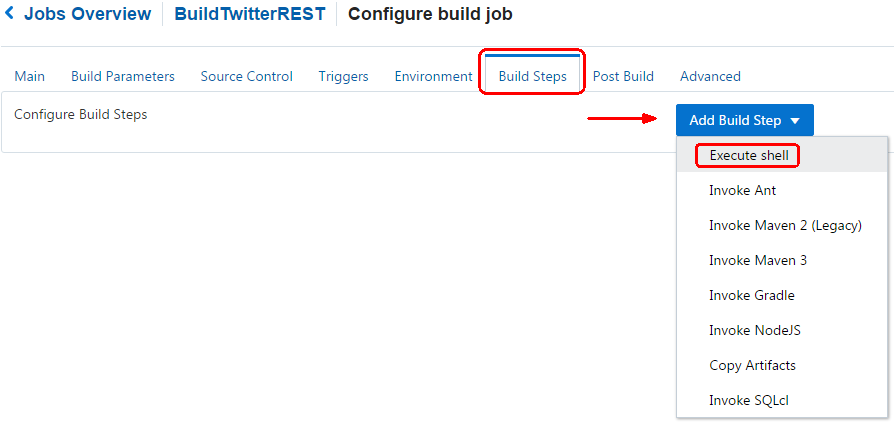 Jobs Overview BuildTwitterREST Configure build job
Main Build Parameters Source Control Triggers Environment Build Steps Post Build Advanced
Configure Build Steps
Add Build Step
Execute shell
Invoke Ant
Invoke Maven 2 (Legacy)
Invoke Maven 3
Invoke Gradle
Invoke NodeJS
Copy Artifacts
Invoke SQLcl